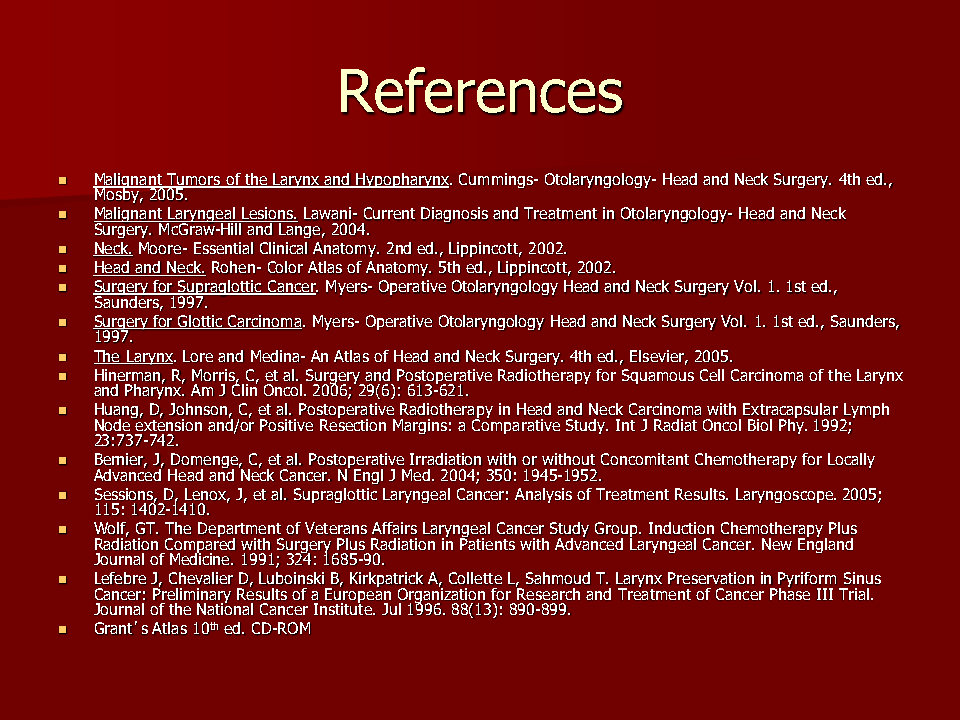 References
■ Malignant Tumors of the Larynx and Hypopharynx. Cummings- Otolaryngology- Head and Neck Surgery. 4th ed.,
Mosby, 2005.
■ Malignant Laryngeal Lesions. Lawani- Current Diagnosis and Treatment in Otolaryngology- Head and Neck
Surgery. McGraw-Hill and Lange, 2004.
■ Neck. Moore- Essential Clinical Anatomy. 2nd ed., Lippincott, 2002.
■ Head and Neck. Rohen- Color Atlas of Anatomy. 5th ed., Lippincott, 2002.
■ Surgery for Supraglottic Cancer. Myers- Operative Otolaryngology Head and Neck Surgery Vol. 1. 1st ed.,
Saunders, 1997.
■ Surgery for Glottic Carcinoma. Myers- Operative Otolaryngology Head and Neck Surgery Vol. 1. 1st ed., Saunders,
1997.
■ The Larynx. Lore and Medina- An Atlas of Head and Neck Surgery. 4th ed., Elsevier, 2005.
■ Hinerman, R, Morris, C, et al. Surgery and Postoperative Radiotherapy for Squamous Cell Carcinoma of the Larynx
and Pharynx. Am J Clin Oncol. 2006; 29(6): 613-621.
■ Huang, D, Johnson, C, et al. Postoperative Radiotherapy in Head and Neck Carcinoma with Extracapsular Lymph
Node extension and/or Positive Resection Margins: a Comparative Study. Int J Radiat Oncol Biol Phy. 1992;
23:737-742.
■ Bernier, J, Domenge, C, et al. Postoperative Irradiation with or without Concomitant Chemotherapy for Locally
Advanced Head and Neck Cancer. N Engl J Med. 2004; 350: 1945-1952.
■ Sessions, D, Lenox, J, et al. Supraglottic Laryngeal Cancer: Analysis of Treatment Results. Laryngoscope. 2005;
115: 1402-1410.
■ Wolf, GT. The Department of Veterans Affairs Laryngeal Cancer Study Group. Induction Chemotherapy Plus
Radiation Compared with Surgery Plus Radiation in Patients with Advanced Laryngeal Cancer. New England
Journal of Medicine. 1991; 324: 1685-90.
■ Lefebre J, Chevalier D, Luboinski B, Kirkpatrick A, Collette L, Sahmoud T. Larynx Preservation in Pyriform Sinus
Cancer: Preliminary Results of a European Organization for Research and Treatment of Cancer Phase III Trial.
Journal of the National Cancer Institute. Jul 1996. 88(13): 890-899.
■ Grant's Atlas 10th ed. CD-ROM